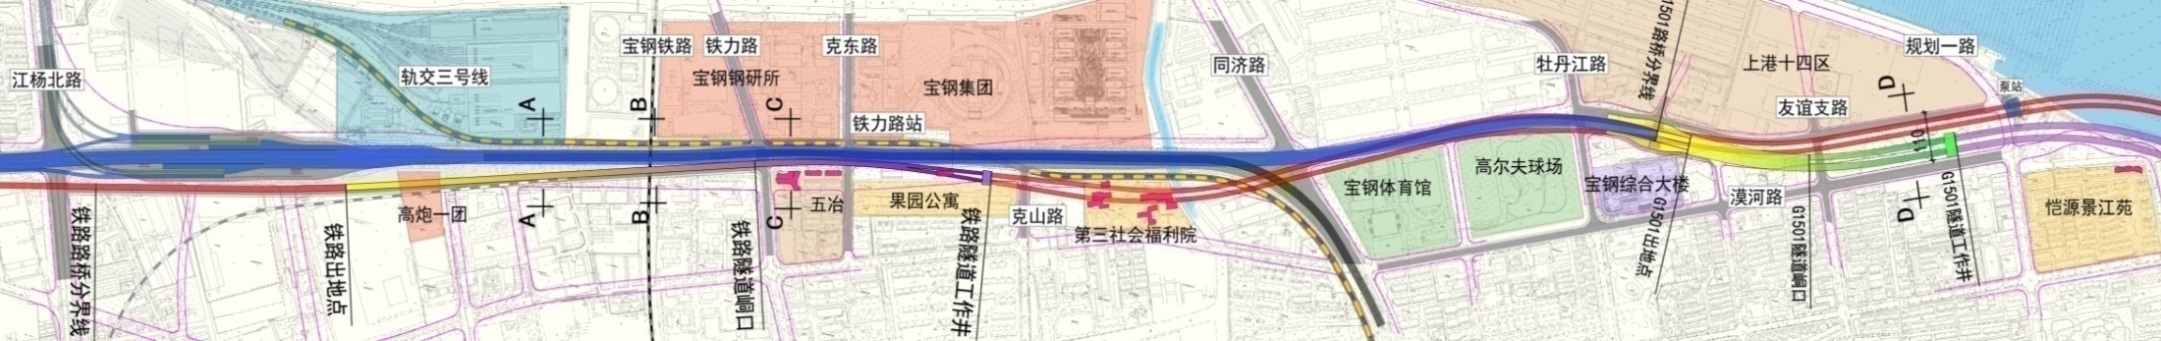 江杨北路
轨交三号线
宝钢铁路
铁力路
克东路
宝钢钢研所
宝钢集团
铁力路站
同济路
牡丹江路
G1501路桥分界线
上港十四区
规划一路
友谊支路
泵站
A
B
C
D
110
高炮一团
铁路路桥分界线
铁路出地点
A
B
C
铁路隧道峒口
五冶
果园公寓
铁路隧道工作井
克山路
第三社会福利院
宝钢体育馆
高尔夫球场
宝钢综合大楼
G1501出地点
漠河路
G1501隧道峒口
D
G1501隧道工作井
恺源景江苑